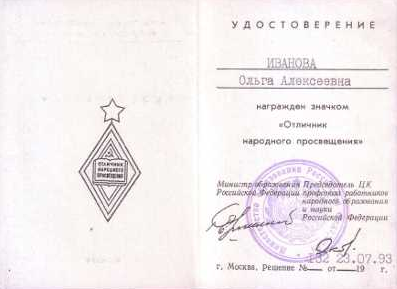 ОТЛИЧНИК
НАРОДНОГО
ПРОСВЕЩЕНИЯ
УДОСТОВЕРЕНИЕ
ИВАНОВА
Ольга Алексеевна
награжден значком
«Отличник
народного просвещения»
Министр образования Российской Федерации
Председатель ЦК профсоюза работников народного образования и науки Российской Федерации
132 23.07.93
г. Москва, Решение № от 19 г.